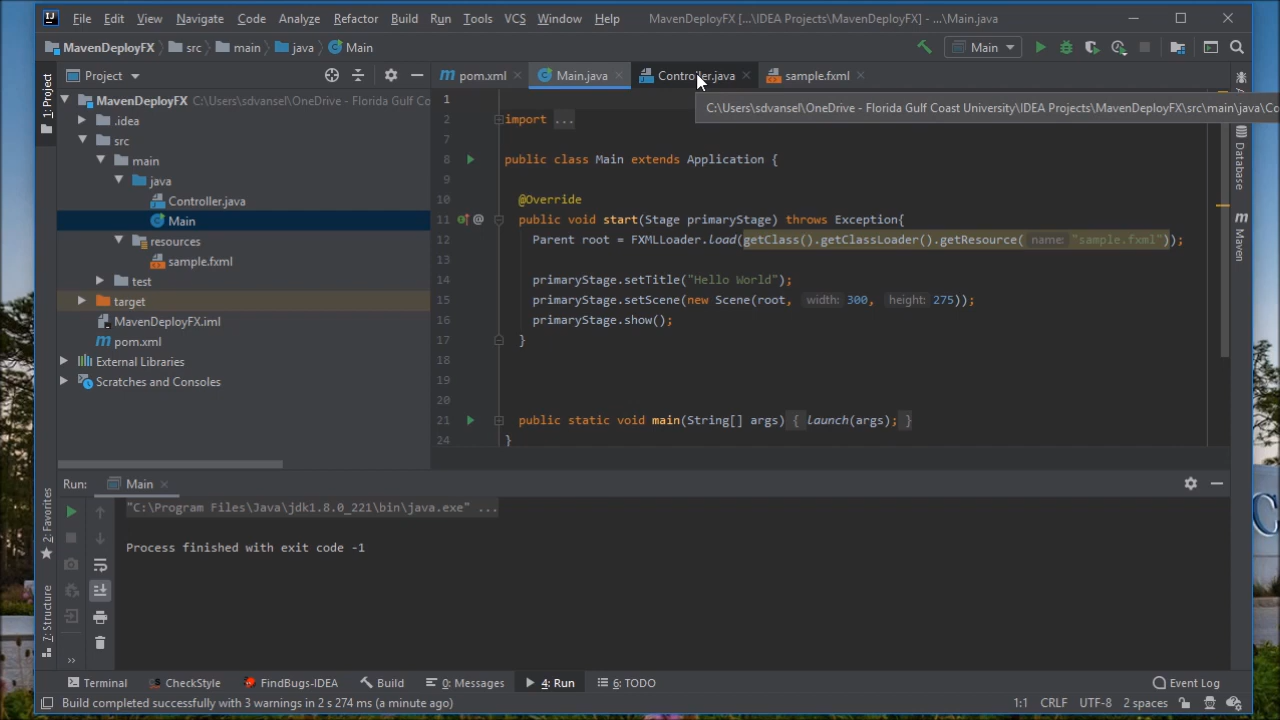 File Edit View Navigate Code Analyze Refactor Build Run Tools VCS Window Help MavenDeployFX [...\IDEA Projects\MavenDeployFX] - ...\Main.java
MavenDeployFX src main java Main Main
Project pom.xml Main.java Controller.java sample.fxml
C:\Users\sdvansel\OneDrive - Florida Gulf Coast University\IDEA Projects\MavenDeployFX\src\main\java\Co
1: Project
MavenDeployFX C:\Users\sdvansel\OneDrive - Florida Gulf C
.idea
src
main
java
Controller.java
Main
resources
sample.fxml
test
target
MavenDeployFX.iml
pom.xml
External Libraries
Scratches and Consoles
1
2 import ...
7
8 public class Main extends Application {
9
10 @Override
11 public void start(Stage primaryStage) throws Exception{
12 Parent root = FXMLLoader.load(getClass().getClassLoader().getResource( name: "sample.fxml"));
13
14 primaryStage.setTitle("Hello World");
15 primaryStage.setScene(new Scene(root, width: 300, height: 275));
16 primaryStage.show();
17 }
18
19
20
21 public static void main(String[] args) { launch(args); }
24 }
Database
Maven
Run: Main
"C:\Program Files\Java\jdk1.8.0_221\bin\java.exe" ...
Process finished with exit code -1
2: Favorites
7: Structure
Terminal CheckStyle FindBugs-IDEA Build 0: Messages 4: Run 6: TODO Event Log
Build completed successfully with 3 warnings in 2 s 274 ms (a minute ago) 1:1 CRLF UTF-8 2 spaces